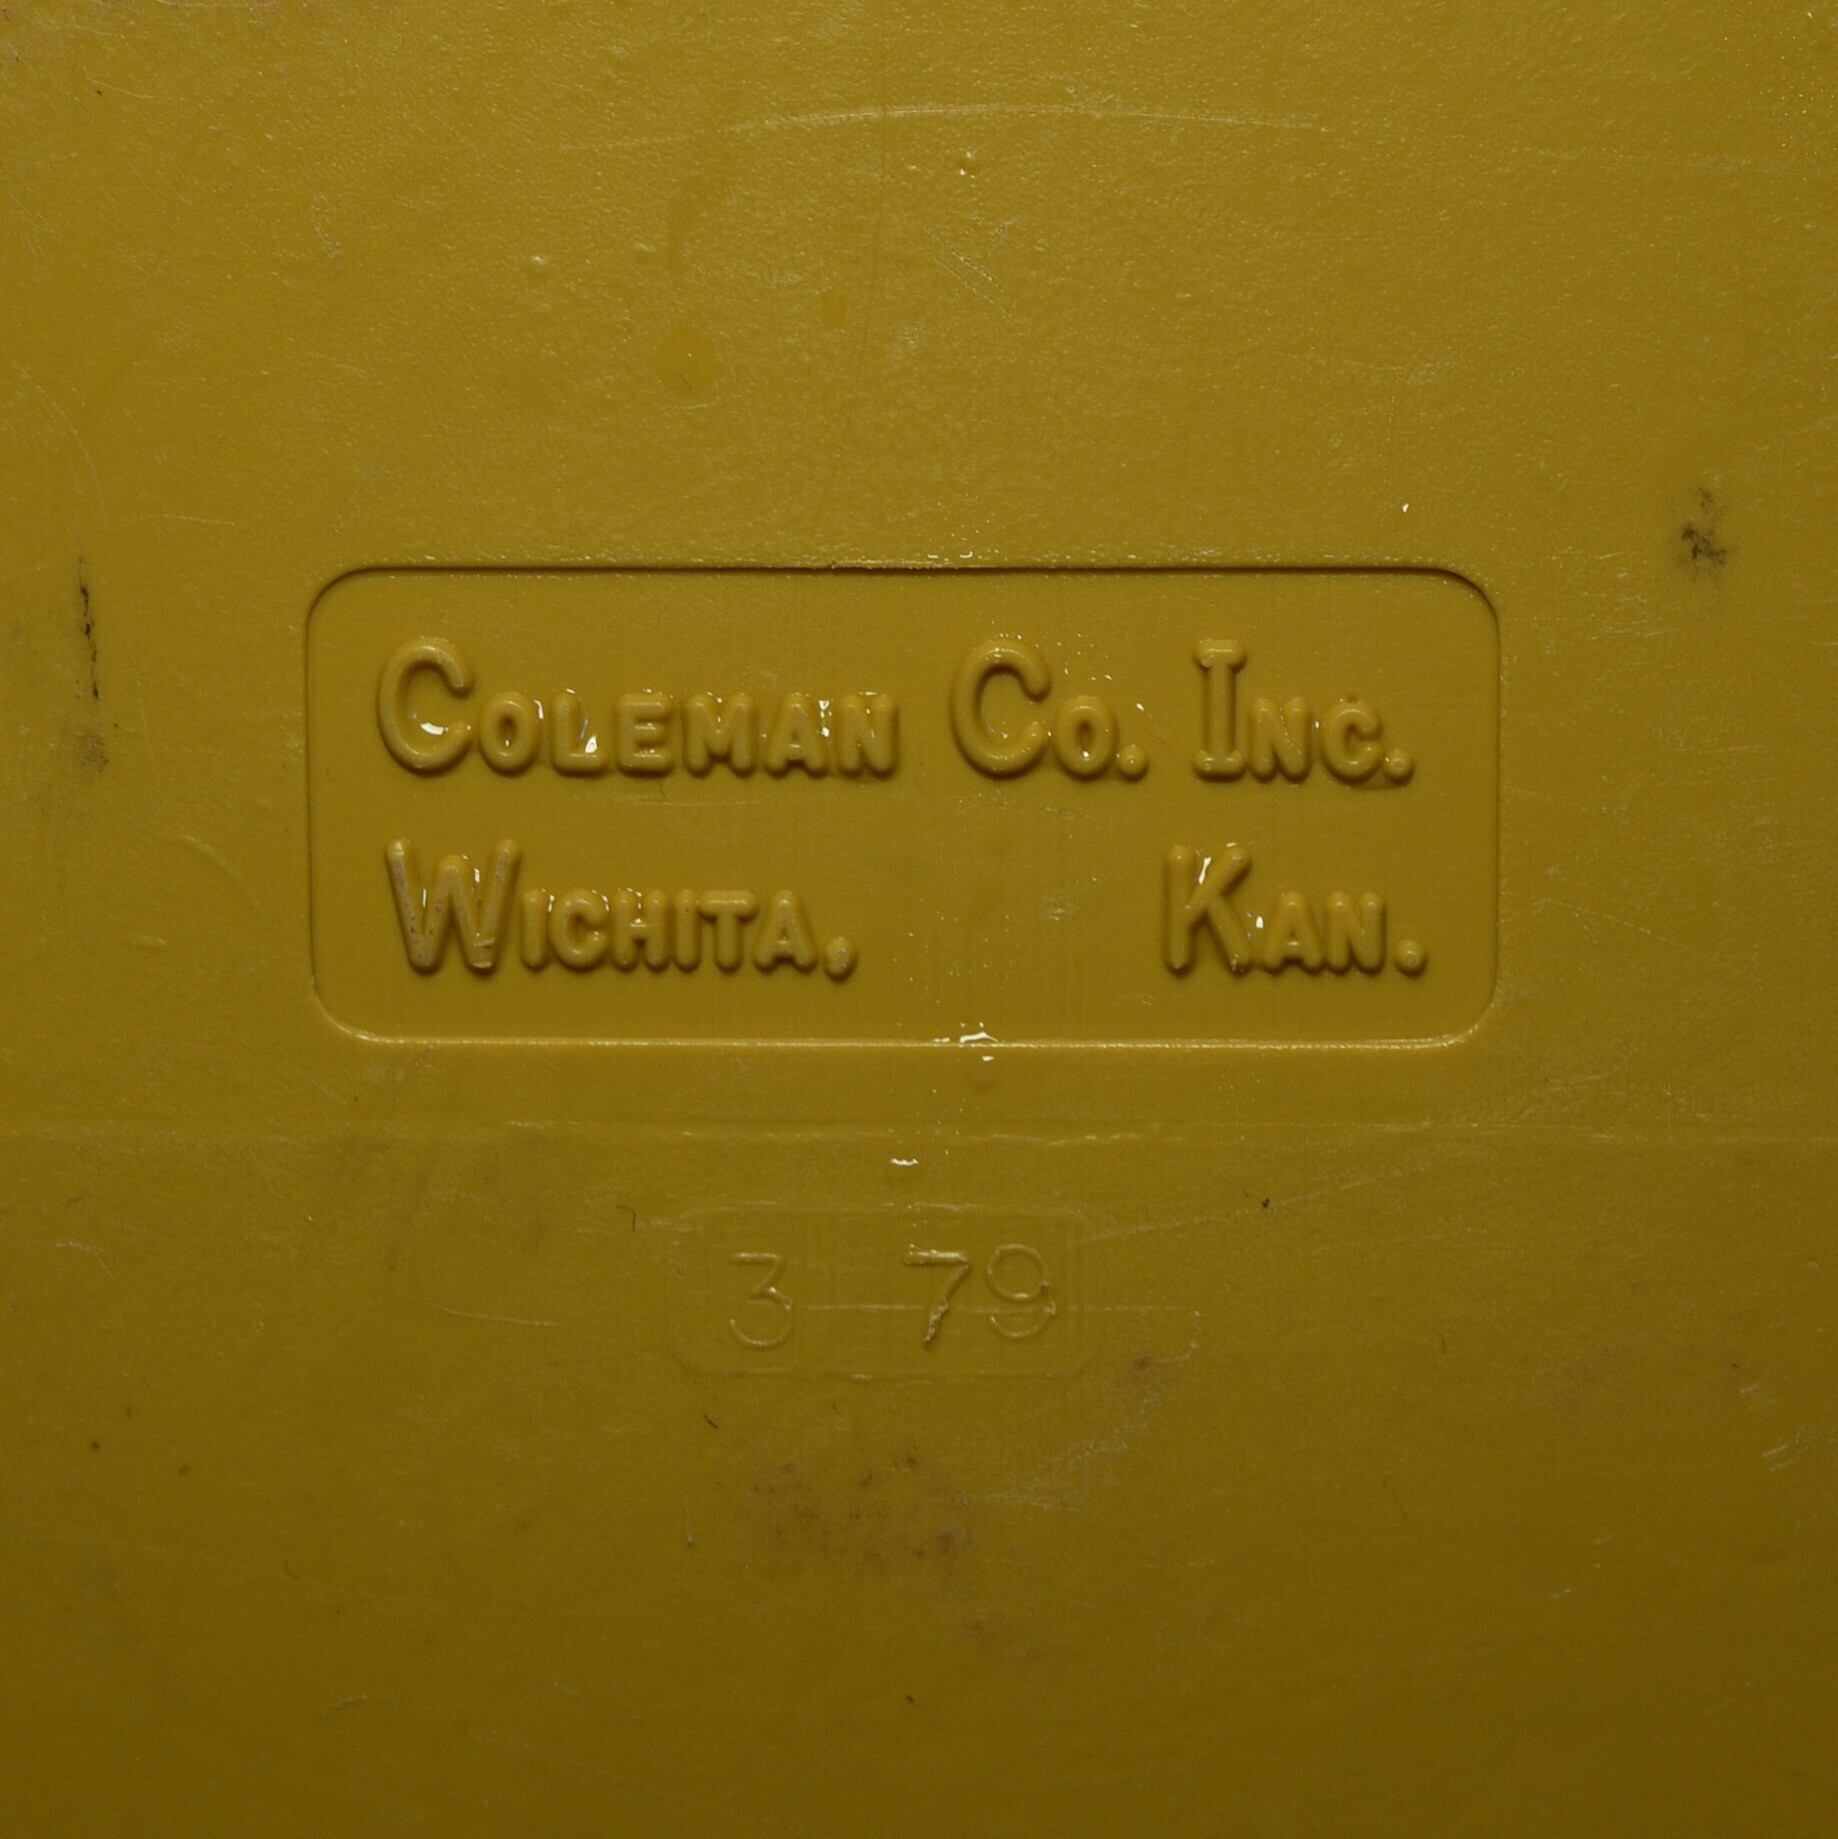 Coleman Co. Inc.
Wichita, Kan.
3 79